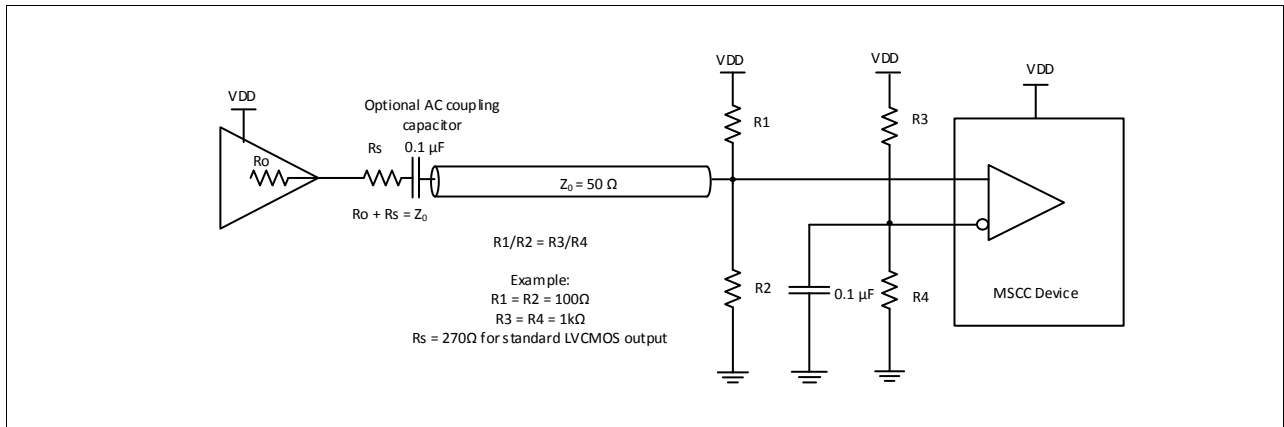 VDD
Ro
Optional AC coupling
capacitor
0.1 µF
Rs
Ro + Rs = Z₀
Z₀ = 50 Ω
R1/R2 = R3/R4
Example:
R1 = R2 = 100Ω
R3 = R4 = 1kΩ
Rs = 270Ω for standard LVCMOS output
VDD
R1
R2
VDD
R3
0.1 µF
R4
VDD
MSCC Device